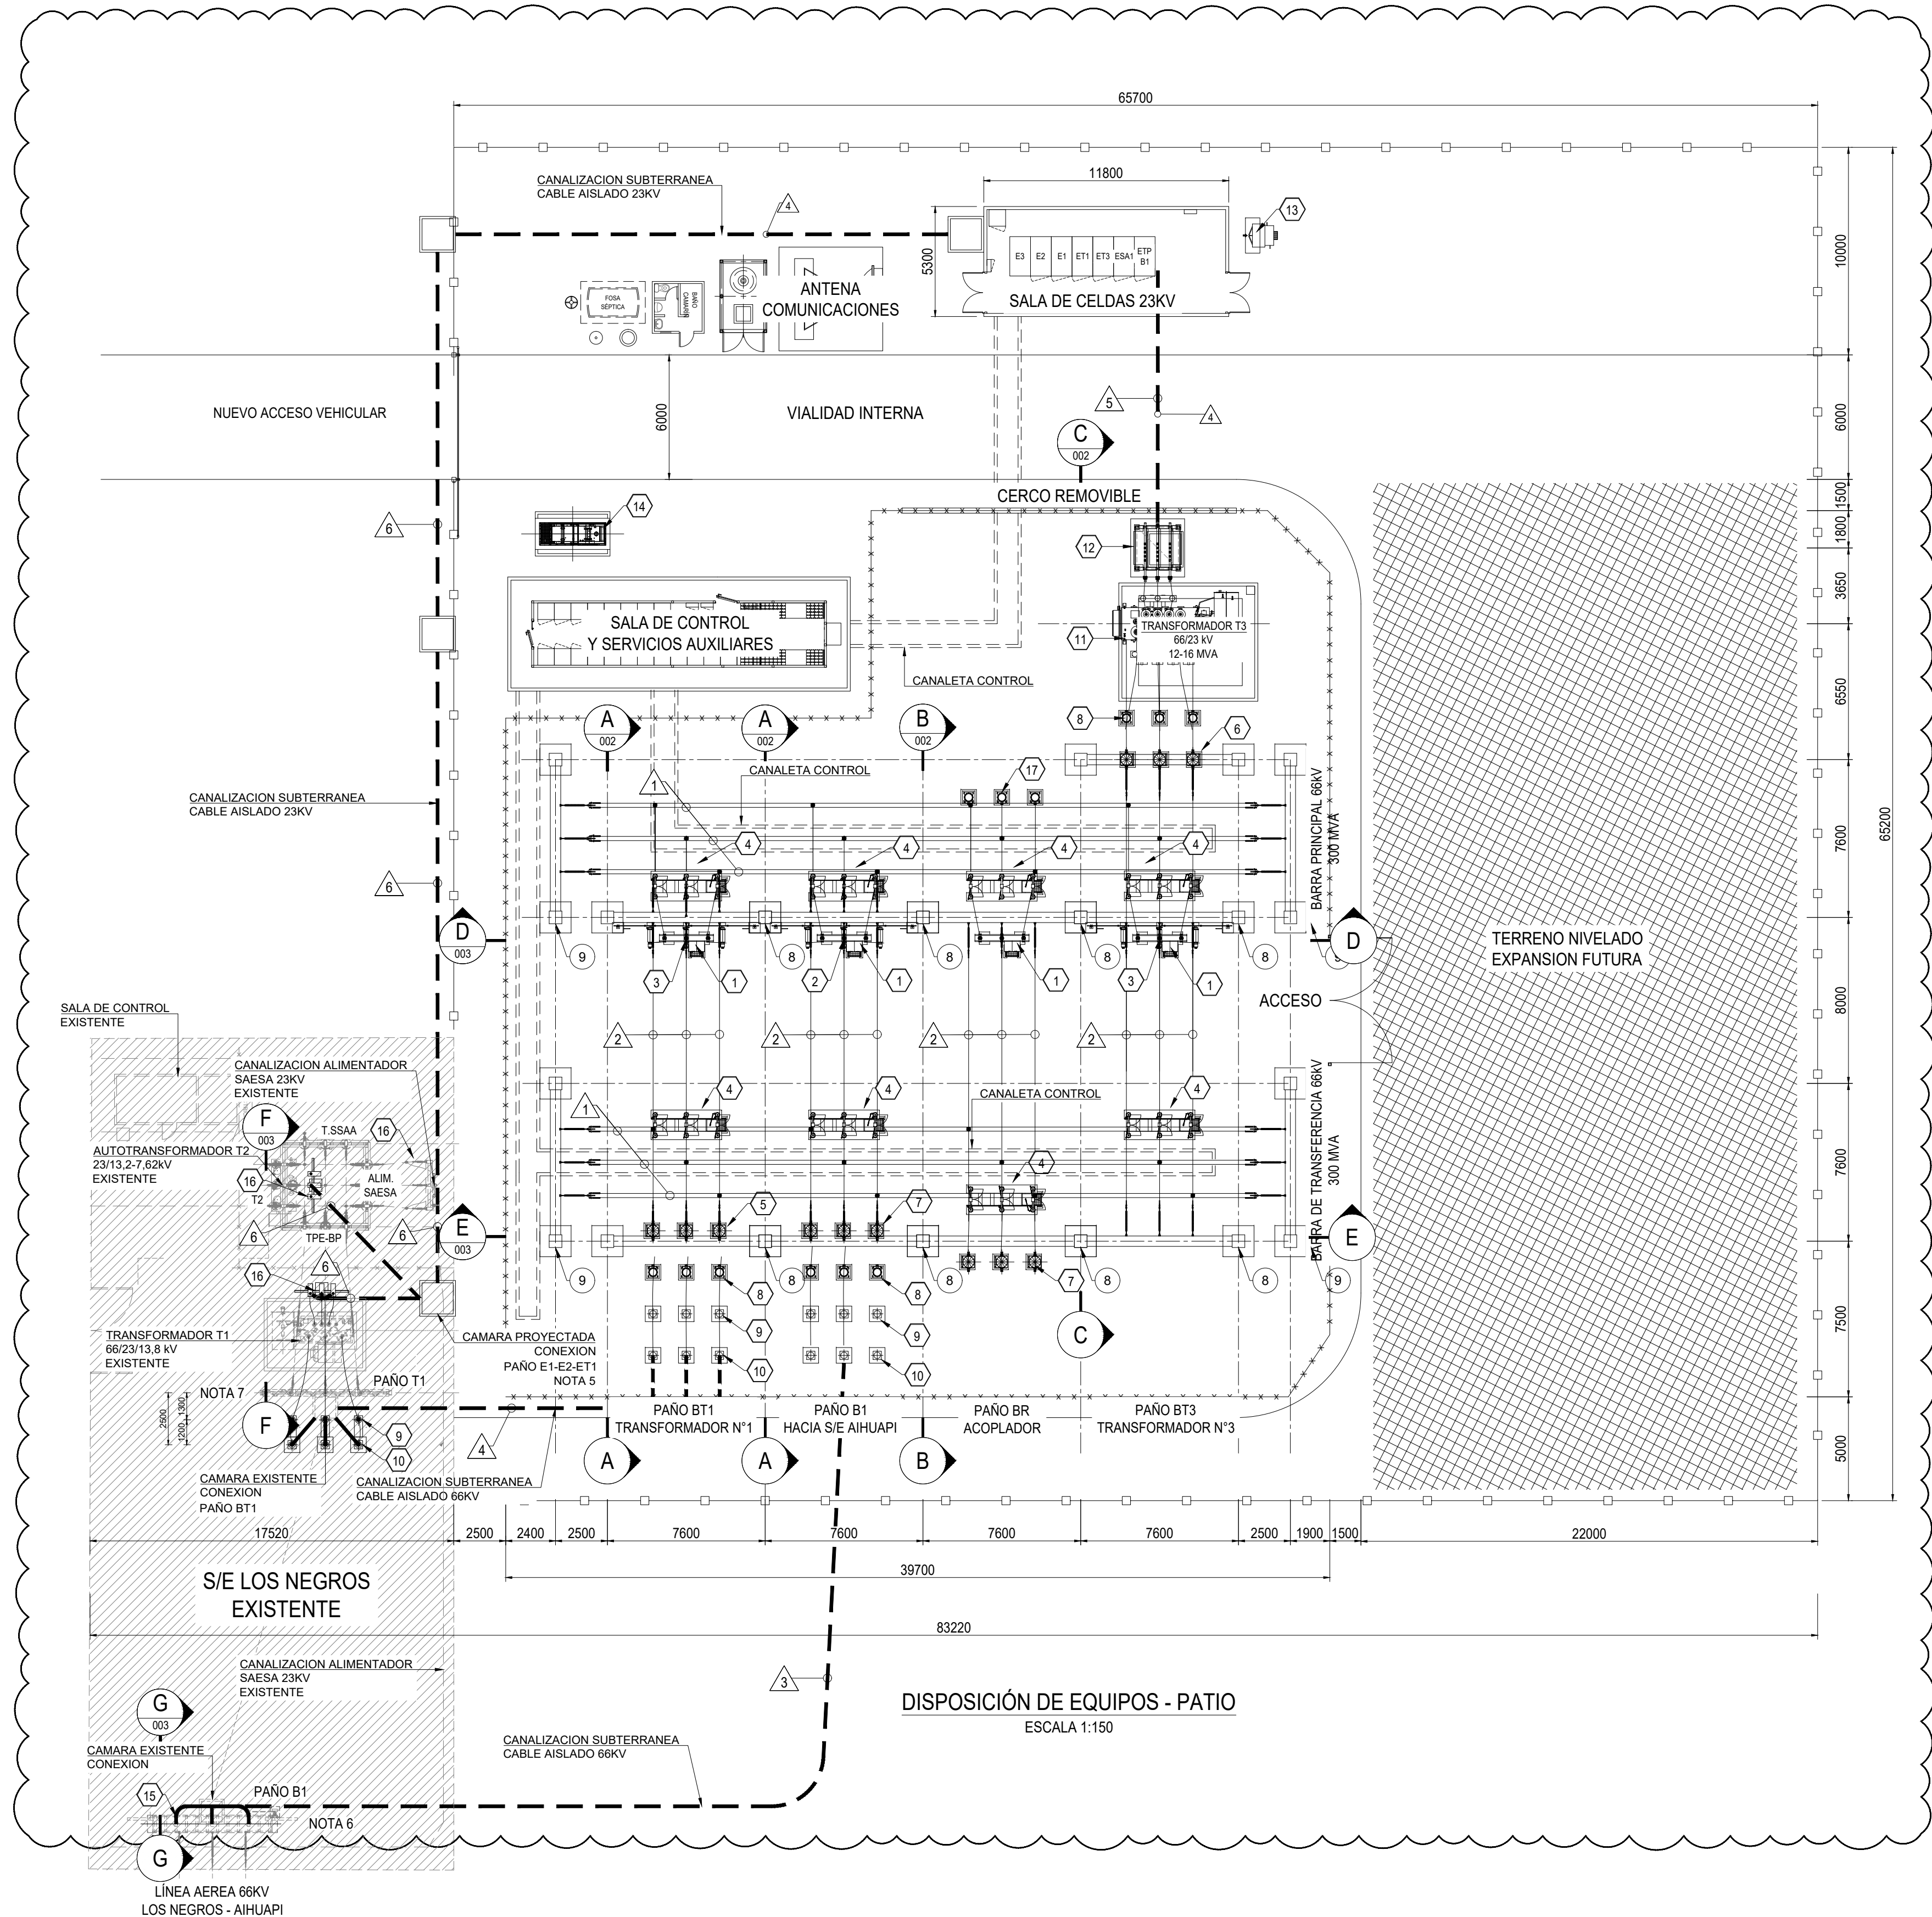 65700
CANALIZACION SUBTERRANEA
CABLE AISLADO 23KV
4
11800
13
5300
E3
E2
E1
ET1
ET3
ESA1
ETP
B1
SALA DE CELDAS 23KV
10000
ANTENA
COMUNICACIONES
FOSA
SÉPTICA
BAÑO
CAMARÍN
NUEVO ACCESO VEHICULAR
6000
VIALIDAD INTERNA
5
4
6000
C
002
CERCO REMOVIBLE
1500
14
6
12
1800
3650
SALA DE CONTROL
Y SERVICIOS AUXILIARES
11
TRANSFORMADOR T3
66/23 kV
12-16 MVA
CANALETA CONTROL
6550
A
002
A
002
B
002
8
6
1
CANALETA CONTROL
17
CANALIZACION SUBTERRANEA
CABLE AISLADO 23KV
BARRA PRINCIPAL 66kV
300 MVA
7600
65200
4
4
4
4
6
D
003
D
9
8
8
8
8
9
3
1
2
1
1
3
1
TERRENO NIVELADO
EXPANSION FUTURA
ACCESO
8000
SALA DE CONTROL
EXISTENTE
2
2
2
2
CANALIZACION ALIMENTADOR
SAESA 23KV
EXISTENTE
F
003
T.SSAA
16
AUTOTRANSFORMADOR T2
23/13,2-7,62kV
EXISTENTE
16
T2
ALIM.
SAESA
1
4
4
CANALETA CONTROL
4
4
BARRA DE TRANSFERENCIA 66kV
300 MVA
7600
6
TPE-BP
6
E
003
5
7
E
16
6
9
8
8
7
8
8
9
8
8
TRANSFORMADOR T1
66/23/13,8 kV
EXISTENTE
CAMARA PROYECTADA
CONEXION
PAÑO E1-E2-ET1
NOTA 5
9
9
C
7500
10
10
NOTA 7
PAÑO T1
2500
1300
1200
F
9
10
4
PAÑO BT1
TRANSFORMADOR N°1
PAÑO B1
HACIA S/E AIHUAPI
PAÑO BR
ACOPLADOR
PAÑO BT3
TRANSFORMADOR N°3
A
A
B
5000
CAMARA EXISTENTE
CONEXION
PAÑO BT1
CANALIZACION SUBTERRANEA
CABLE AISLADO 66KV
17520
2500
2400
2500
7600
7600
7600
7600
2500
1900
1500
22000
39700
S/E LOS NEGROS
EXISTENTE
83220
CANALIZACION ALIMENTADOR
SAESA 23KV
EXISTENTE
3
DISPOSICIÓN DE EQUIPOS - PATIO
ESCALA 1:150
G
003
CAMARA EXISTENTE
CONEXION
CANALIZACION SUBTERRANEA
CABLE AISLADO 66KV
15
PAÑO B1
NOTA 6
G
LÍNEA AEREA 66KV
LOS NEGROS - AIHUAPI